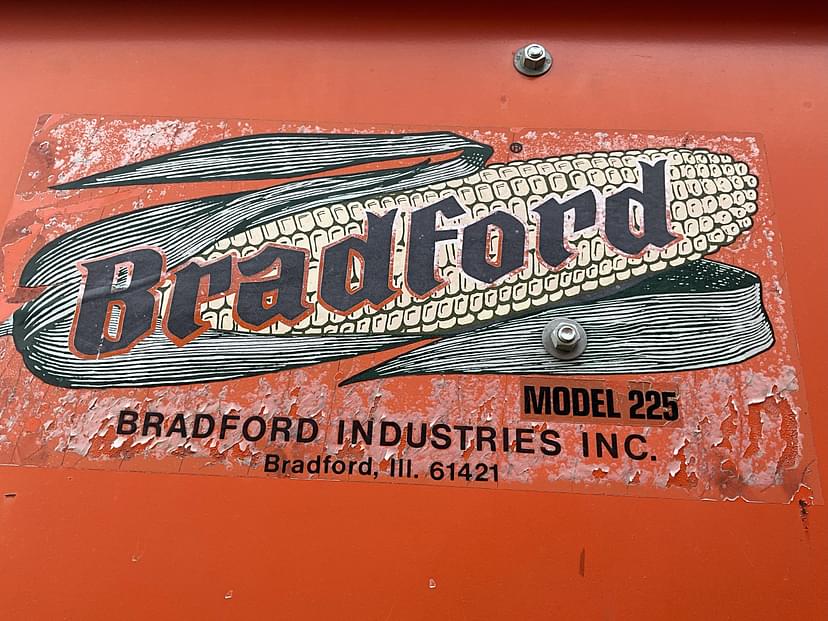 ®
Bradford
MODEL 225
BRADFORD INDUSTRIES INC.
Bradford, Ill. 61421